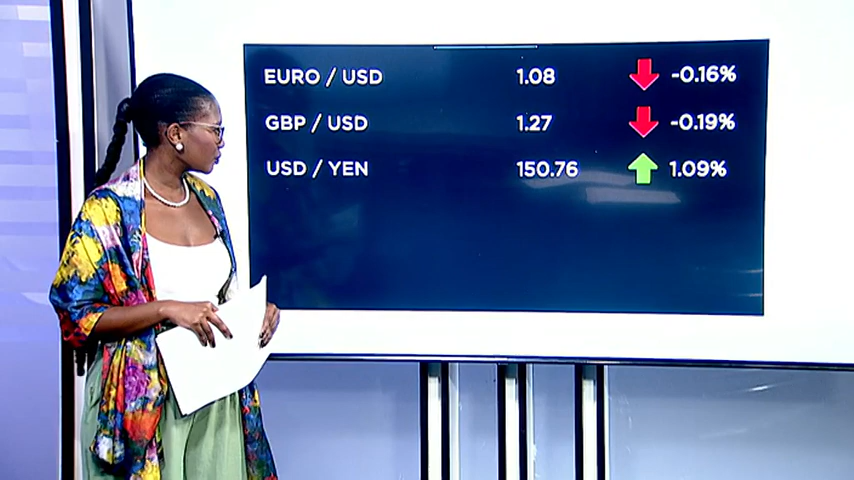 EURO / USD 1.08 -0.16%
GBP / USD 1.27 -0.19%
USD / YEN 150.76 1.09%